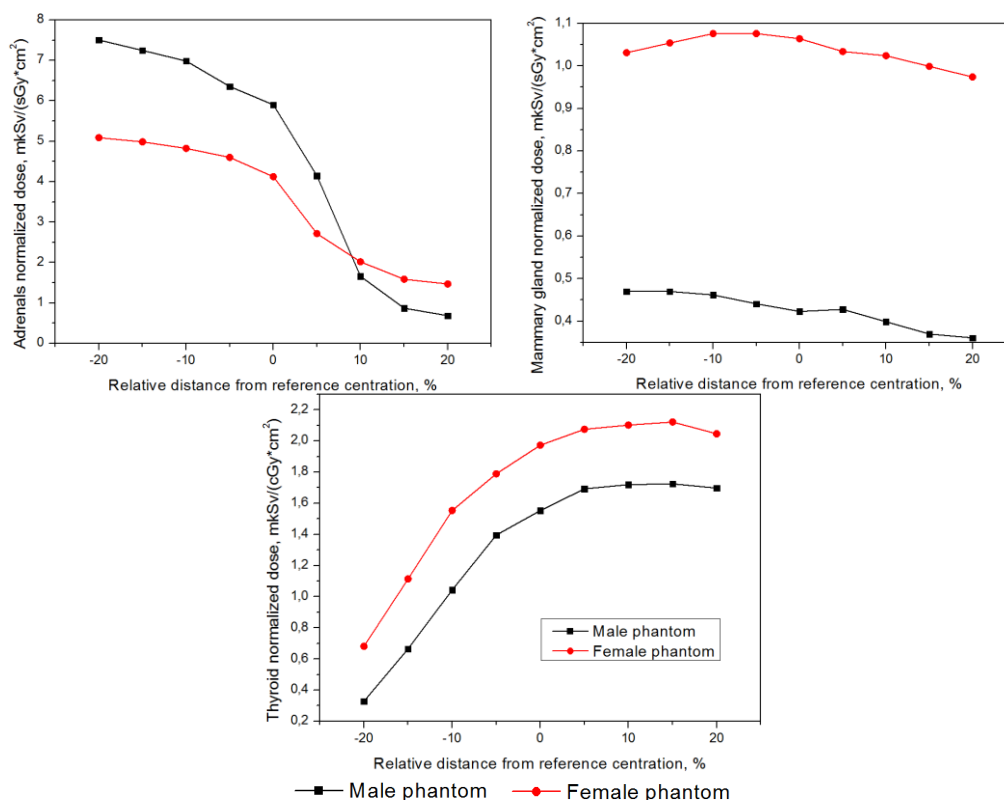 Adrenals normalized dose, mkSv/(sGy*cm²)
8
7
6
5
4
3
2
1
0
-20 -10 0 10 20
Relative distance from reference centration, %
Mammary gland normalized dose, mkSv/(sGy*cm²)
1,1
1,0
0,9
0,8
0,7
0,6
0,5
0,4
-20 -10 0 10 20
Relative distance from reference centration, %
Thyroid normalized dose, mkSv/(cGy*cm²)
2,2
2,0
1,8
1,6
1,4
1,2
1,0
0,8
0,6
0,4
0,2
Male phantom
Female phantom
-20 -10 0 10 20
Relative distance from reference centration, %
Male phantom Female phantom